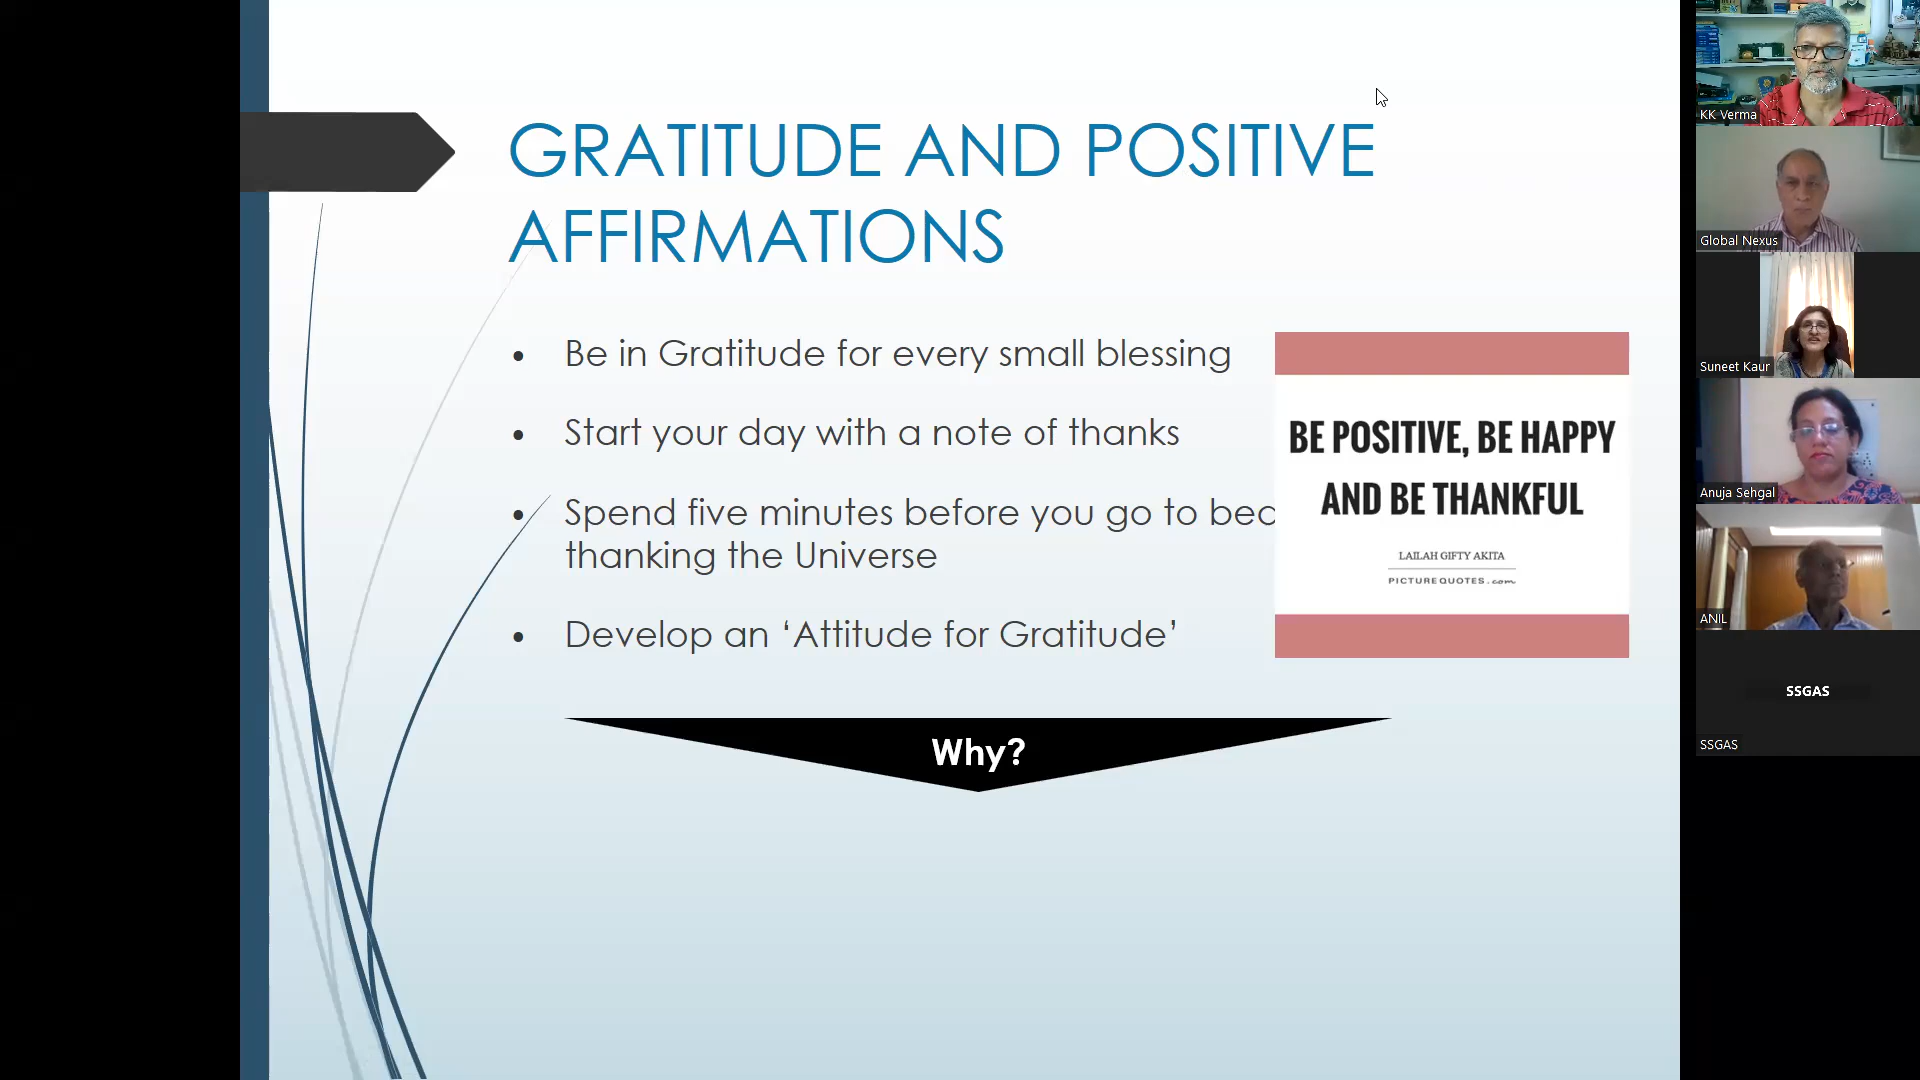 GRATITUDE AND POSITIVE
AFFIRMATIONS
• Be in Gratitude for every small blessing
• Start your day with a note of thanks
• Spend five minutes before you go to bed
thanking the Universe
• Develop an ‘Attitude for Gratitude’
BE POSITIVE, BE HAPPY
AND BE THANKFUL
LAILAH GIFTY AKITA
PICTUREQUOTES.com
Why?
KK Verma
Global Nexus
Suneet Kaur
Anuja Sehgal
ANIL
SSGAS
SSGAS